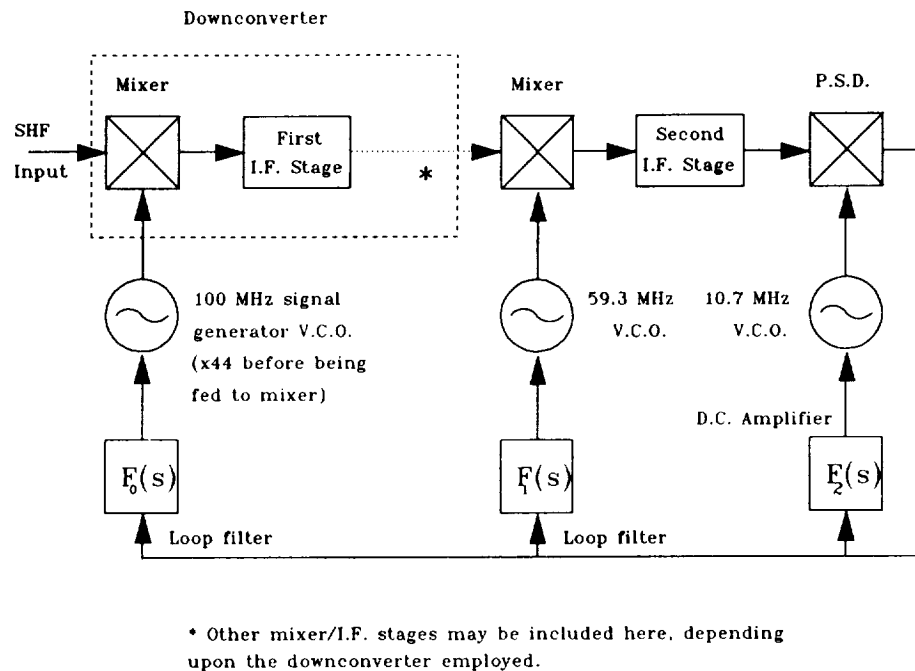 Downconverter
Mixer
Mixer
P.S.D.
SHF
Input
First
I.F. Stage
*
Second
I.F. Stage
100 MHz signal
generator V.C.O.
(x44 before being
fed to mixer)
59.3 MHz
V.C.O.
10.7 MHz
V.C.O.
D.C. Amplifier
F0(s)
F1(s)
F2(s)
Loop filter
Loop filter
* Other mixer/I.F. stages may be included here, depending
upon the downconverter employed.